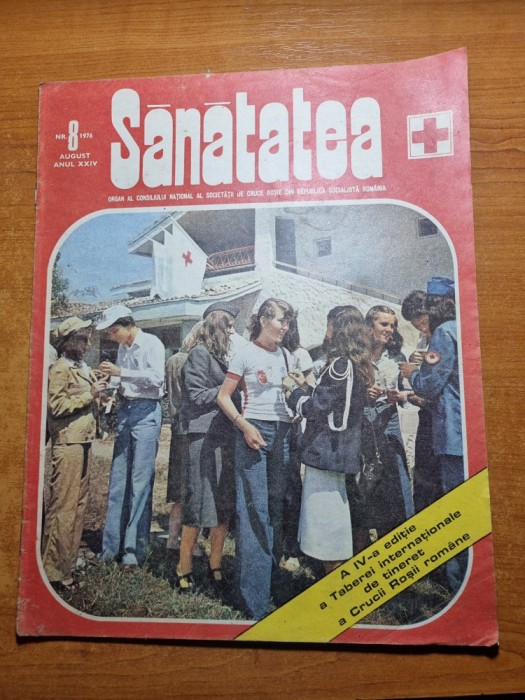 NR. 8 1976
AUGUST
ANUL XXIV
Sănătatea
ORGAN AL CONSILIULUI NAȚIONAL AL SOCIETĂȚII DE CRUCE ROȘIE DIN REPUBLICA SOCIALISTĂ ROMÂNIA
A IV-a ediție
a Taberei internaționale
de tineret
a Crucii Roșii române